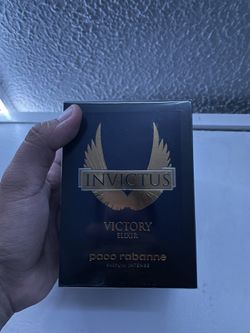 INVICTUS
VICTORY
ELIXIR
paco rabanne
PARFUM INTENSE